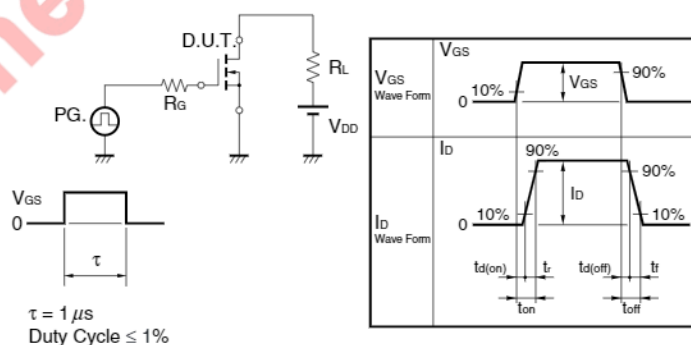 D.U.T.
RL
RG
PG.
VDD
VGS
0
τ
τ = 1 μs
Duty Cycle ≤ 1%
VGS
Wave Form
VGS
10%
0
VGS
90%
ID
Wave Form
ID
90%
90%
ID
10%
0
10%
td(on)
tr
td(off)
tf
ton
toff